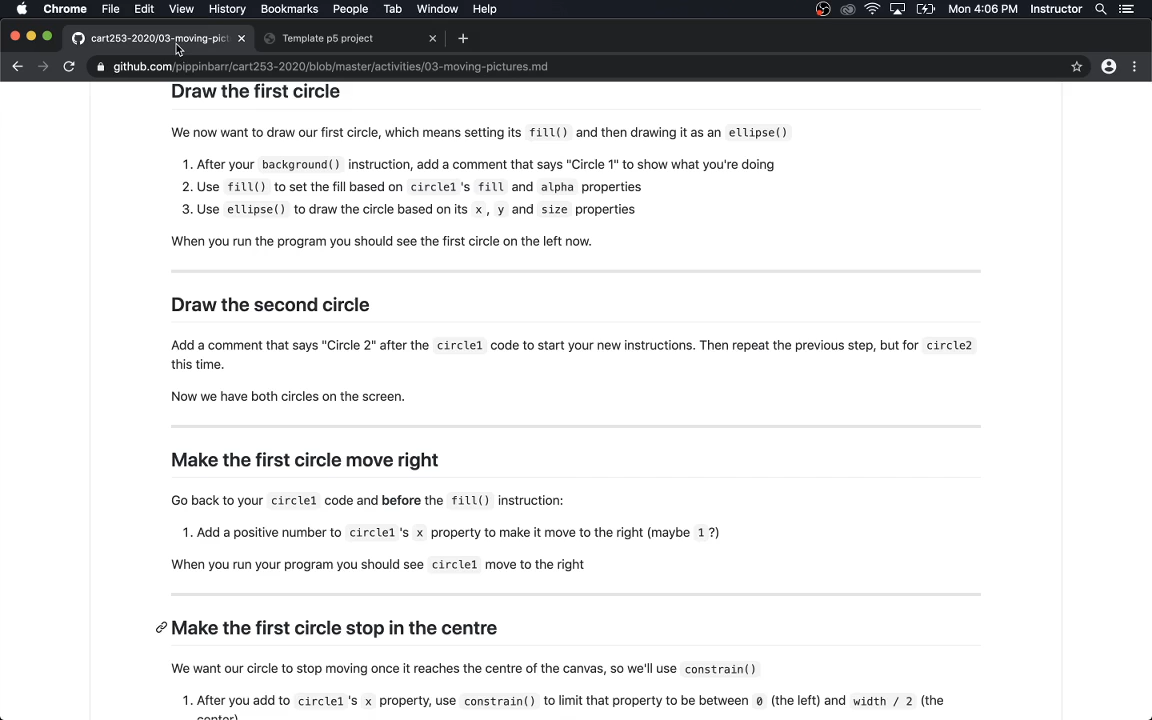 Chrome File Edit View History Bookmarks People Tab Window Help Mon 4:06 PM Instructor
cart253-2020/03-moving-pict Template p5 project
github.com/pippinbarr/cart253-2020/blob/master/activities/03-moving-pictures.md
Draw the first circle
We now want to draw our first circle, which means setting its fill() and then drawing it as an ellipse()
1. After your background() instruction, add a comment that says "Circle 1" to show what you're doing
2. Use fill() to set the fill based on circle1's fill and alpha properties
3. Use ellipse() to draw the circle based on its x, y and size properties
When you run the program you should see the first circle on the left now.
Draw the second circle
Add a comment that says "Circle 2" after the circle1 code to start your new instructions. Then repeat the previous step, but for circle2
this time.
Now we have both circles on the screen.
Make the first circle move right
Go back to your circle1 code and before the fill() instruction:
1. Add a positive number to circle1's x property to make it move to the right (maybe 1?)
When you run your program you should see circle1 move to the right
Make the first circle stop in the centre
We want our circle to stop moving once it reaches the centre of the canvas, so we'll use constrain()
1. After you add to circle1's x property, use constrain() to limit that property to be between 0 (the left) and width / 2 (the
center)